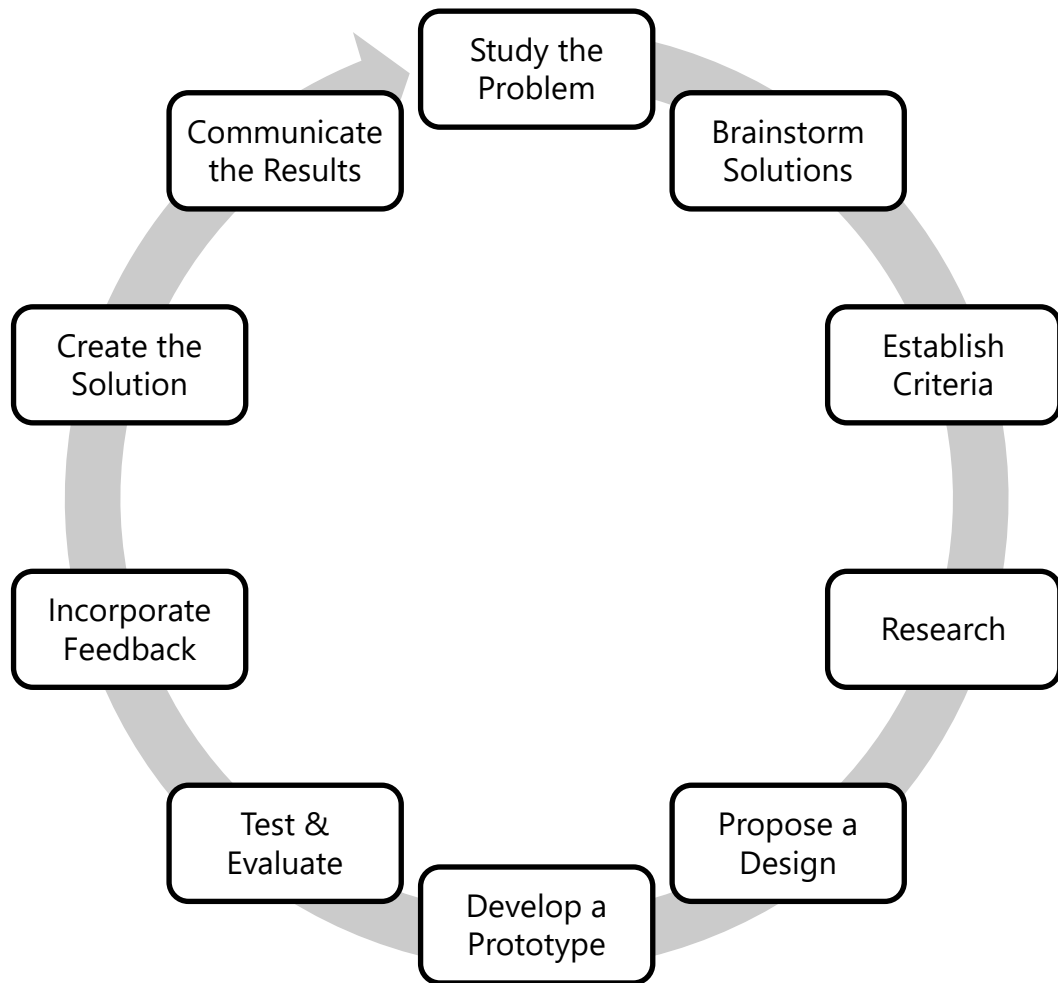 Study the
Problem
Brainstorm
Solutions
Establish
Criteria
Research
Propose a
Design
Develop a
Prototype
Test &
Evaluate
Incorporate
Feedback
Create the
Solution
Communicate
the Results